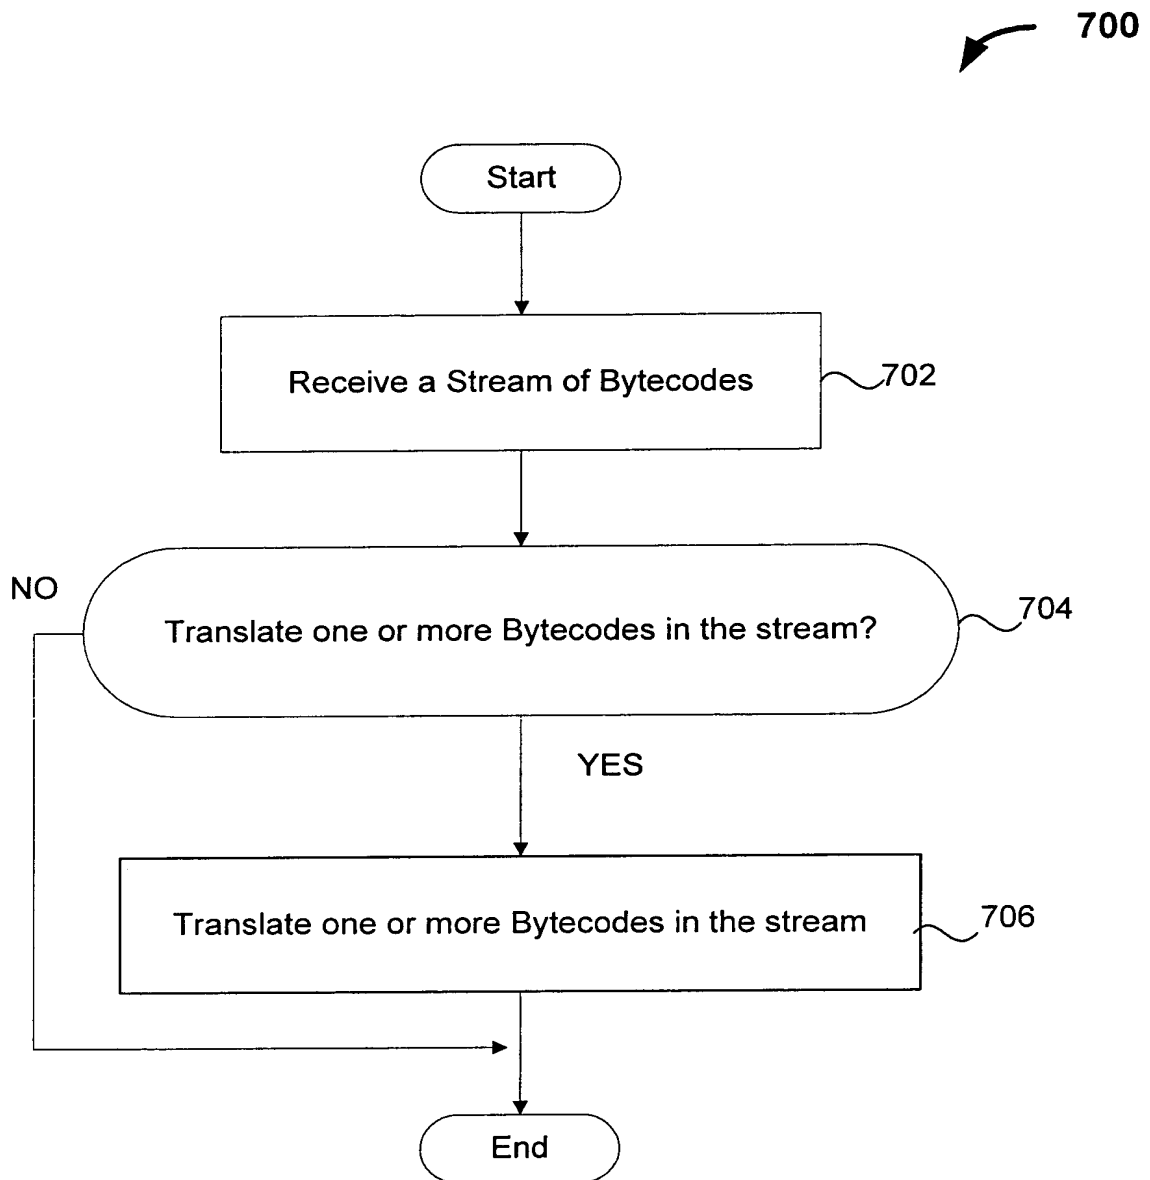 700
Start
Receive a Stream of Bytecodes
702
NO
Translate one or more Bytecodes in the stream?
704
YES
Translate one or more Bytecodes in the stream
706
End